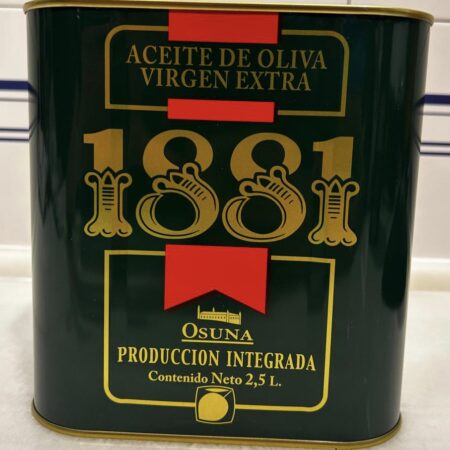 ACEITE DE OLIVA
VIRGEN EXTRA
1881
OSUNA
PRODUCCION INTEGRADA
Contenido Neto 2,5 L.